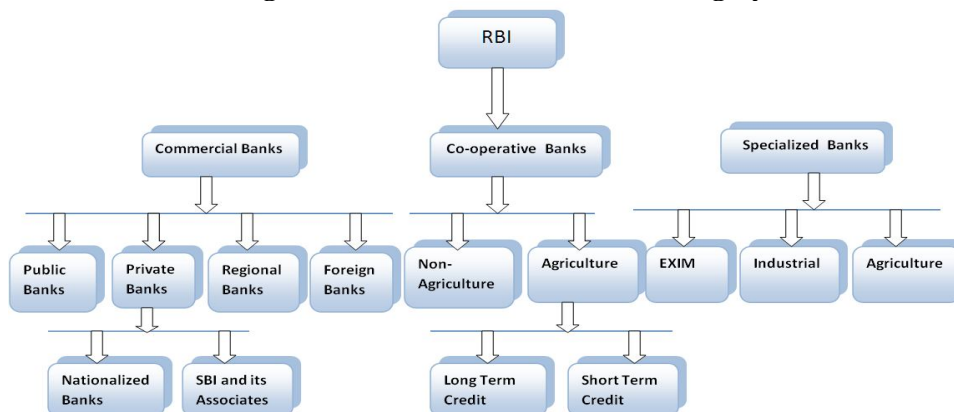 RBI
Commercial Banks
Co-operative Banks
Specialized Banks
Public
Banks
Private
Banks
Regional
Banks
Foreign
Banks
Non-
Agriculture
Agriculture
EXIM
Industrial
Agriculture
Nationalized
Banks
SBI and its
Associates
Long Term
Credit
Short Term
Credit